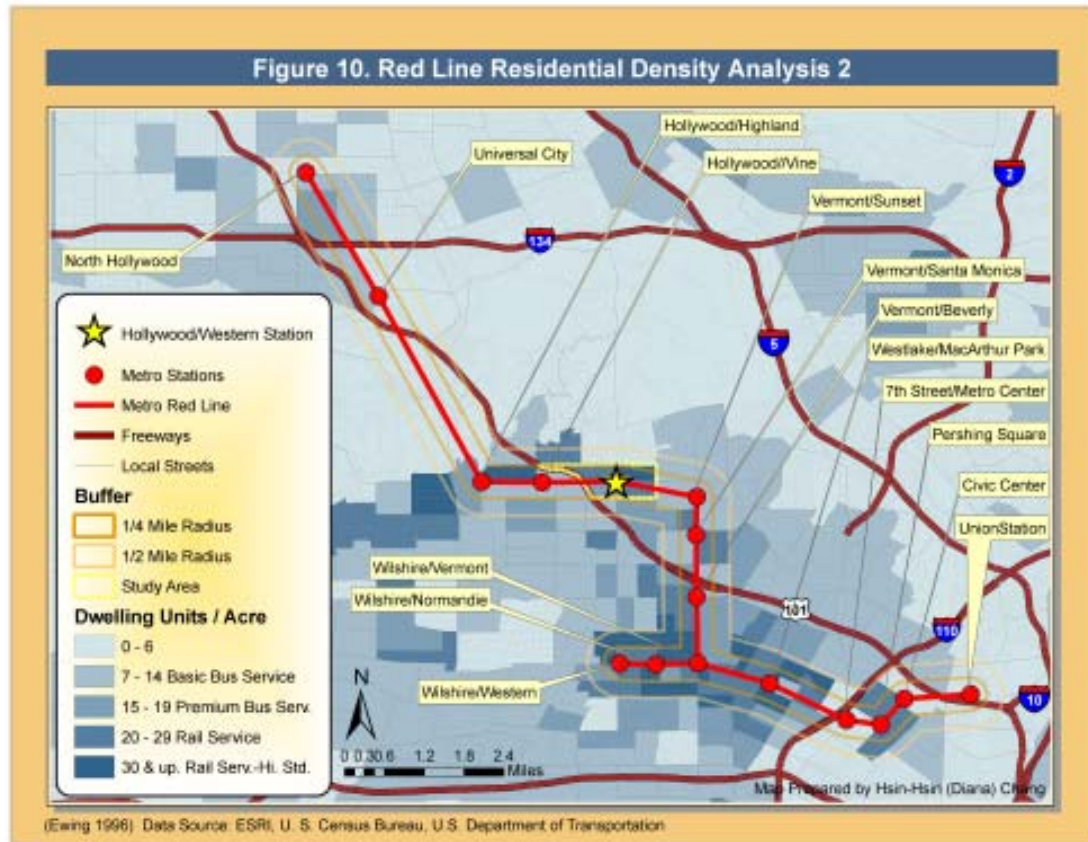 Figure 10. Red Line Residential Density Analysis 2
Hollywood/Highland
Universal City
Hollywood//Vine
2
Vermont/Sunset
134
North Hollywood
Vermont/Santa Monica
Vermont/Beverly
5
Westlake/MacArthur Park
7th Street/Metro Center
Pershing Square
Civic Center
UnionStation
Hollywood/Western Station
Metro Stations
Metro Red Line
Freeways
Local Streets
Buffer
1/4 Mile Radius
1/2 Mile Radius
Study Area
Dwelling Units / Acre
0 - 6
7 - 14 Basic Bus Service
15 - 19 Premium Bus Serv.
20 - 29 Rail Service
30 & up. Rail Serv.-Hi. Std.
Wilshire/Vermont
Wilshire/Normandie
Wilshire/Western
101
110
10
N
0 0.30.6 1.2 1.8 2.4
Miles
Map Prepared by Hsin-Hsin (Diana) Chang
(Ewing 1996) Data Source: ESRI, U. S. Census Bureau, U.S. Department of Transportation